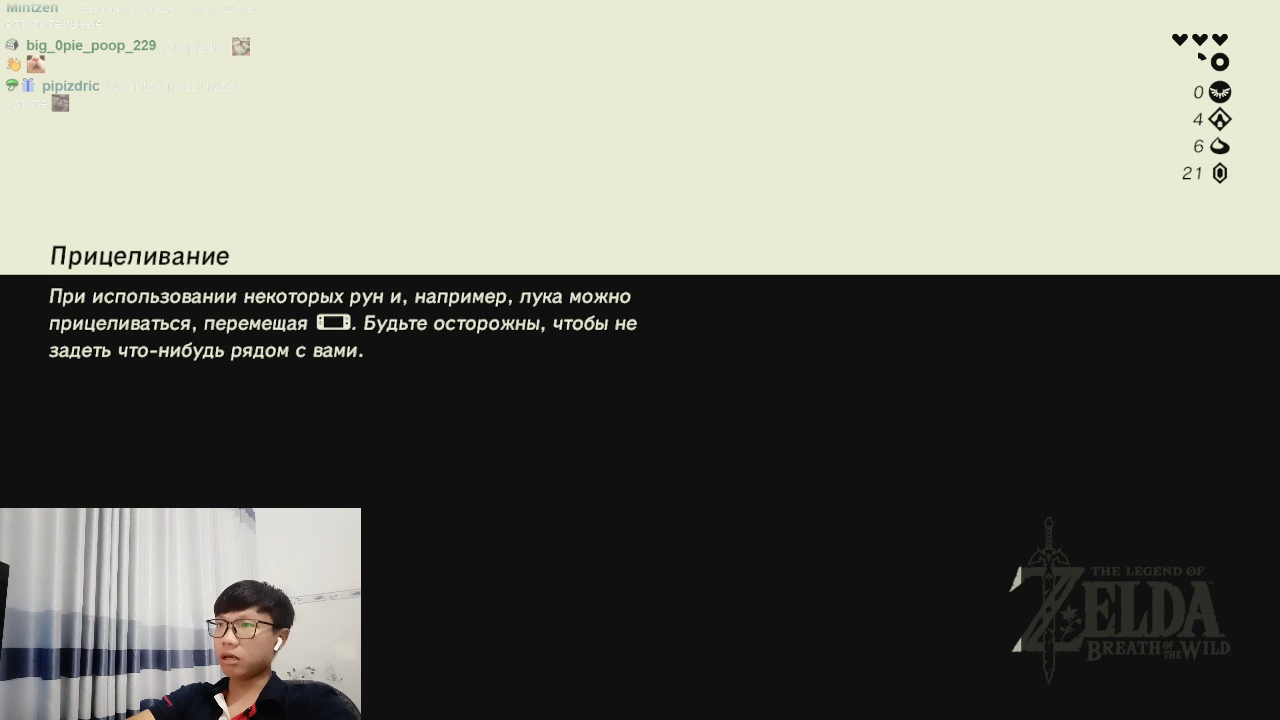 Mintzen
big_0pie_poop_229
pipizdric
0
4
6
21
Прицеливание
При использовании некоторых рун и, например, лука можно
прицеливаться, перемещая . Будьте осторожны, чтобы не
задеть что-нибудь рядом с вами.
THE LEGEND OF
ZELDA
BREATH OF THE WILD